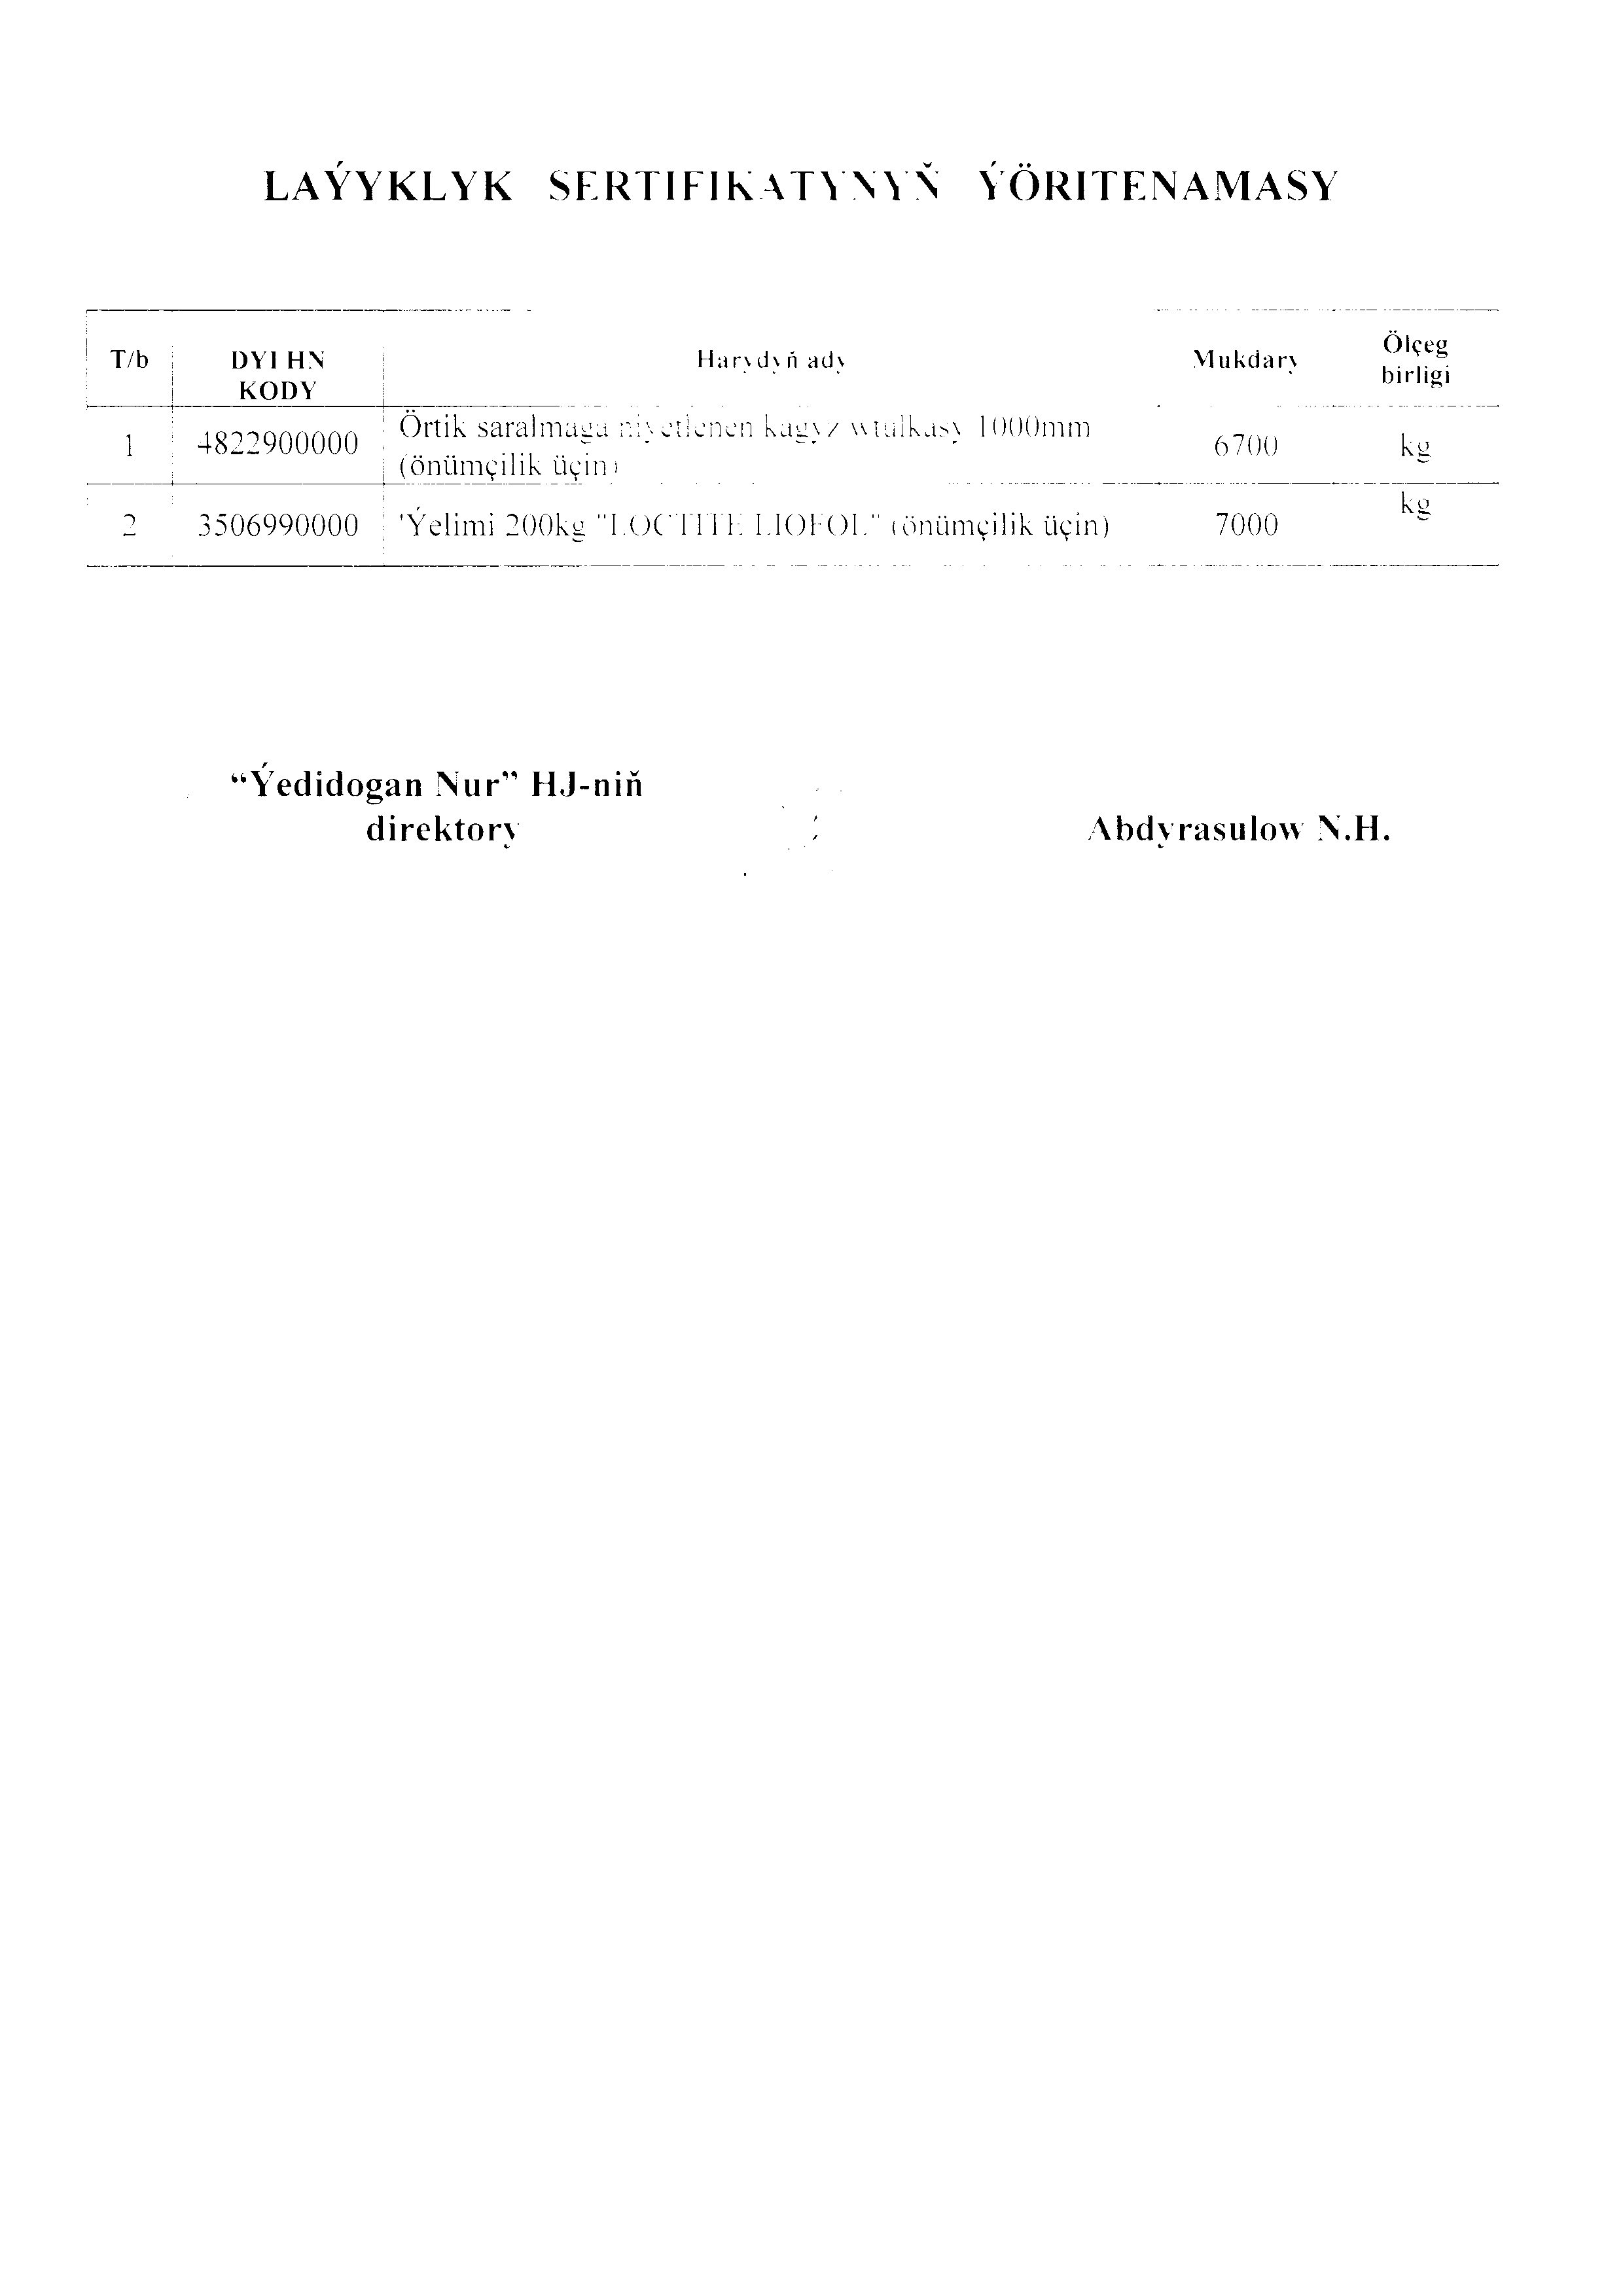 LAÝYKLYK SERTIFIKATYNYŇ ÝÖRITENAMASY
T/b DYI HN KODY Harydyň ady Mukdary Ölçeg birligi
1 4822900000 Örtik saralmaga niyetlenen kagyz wtulkasy 1000mm 6700 kg
(önümçilik üçin)
2 3506990000 'Ýelimi 200kg "LOCTITE LIOFOL" (önümçilik üçin) 7000 kg
“Ýedidogan Nur” HJ-niň
direktory Abdyrasulow N.H.